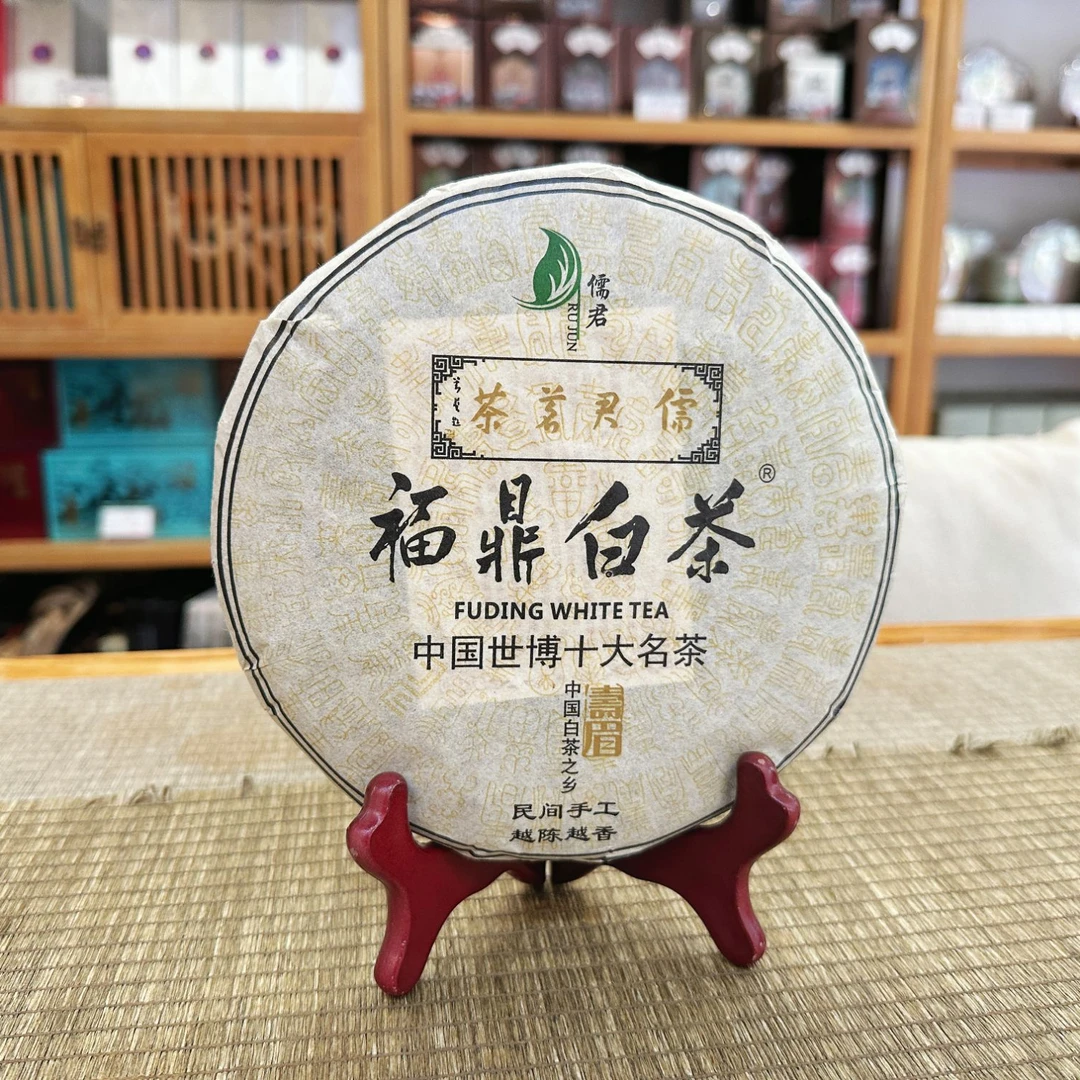 儒君
RUJUN
儒君茗茶
福鼎白茶®
FUDING WHITE TEA
中国世博十大名茶
中国白茶之乡
壽眉
民间手工
越陈越香